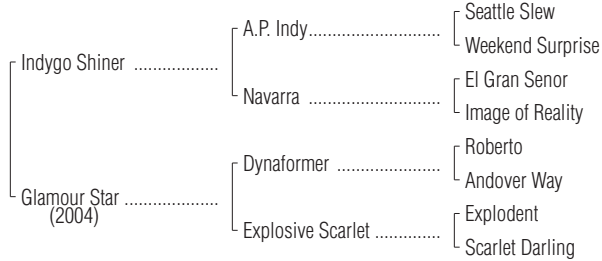 Seattle Slew
A.P. Indy..............................
Weekend Surprise
Indygo Shiner ..................
El Gran Senor
Navarra ..............................
Image of Reality
Roberto
Dynaformer ........................
Andover Way
Glamour Star ....................
(2004)
Explodent
Explosive Scarlet ..............
Scarlet Darling